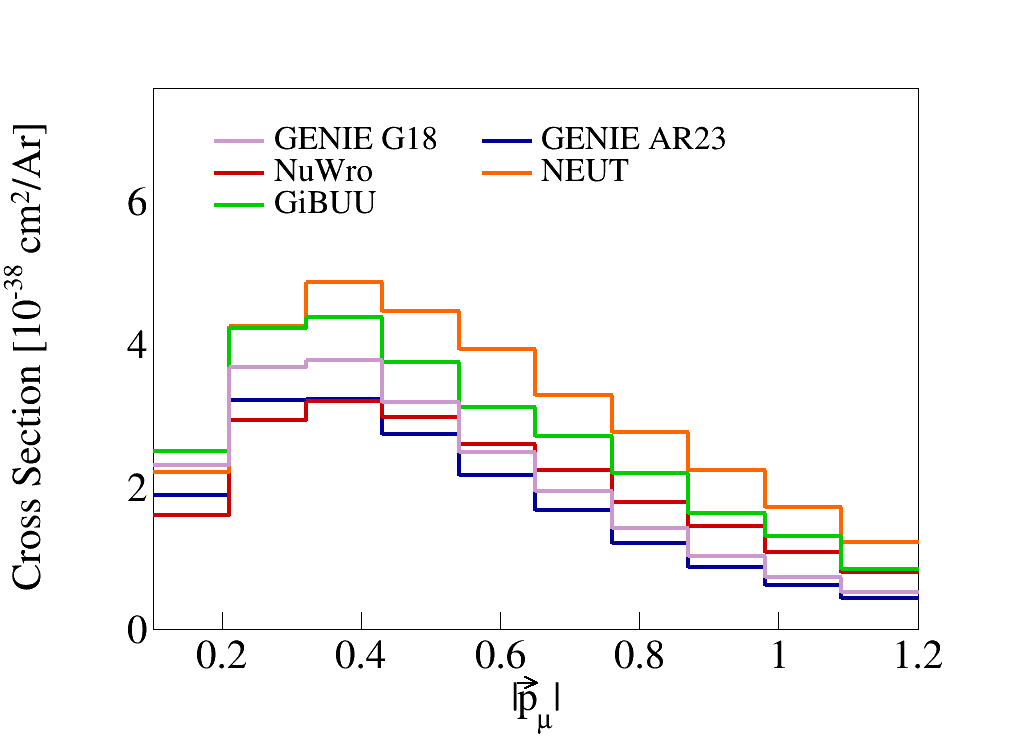 Cross Section [10⁻³⁸ cm²/Ar]
GENIE G18
GENIE AR23
NuWro
NEUT
GiBUU
6
4
2
0
0.2 0.4 0.6 0.8 1 1.2
|p⃗_μ|